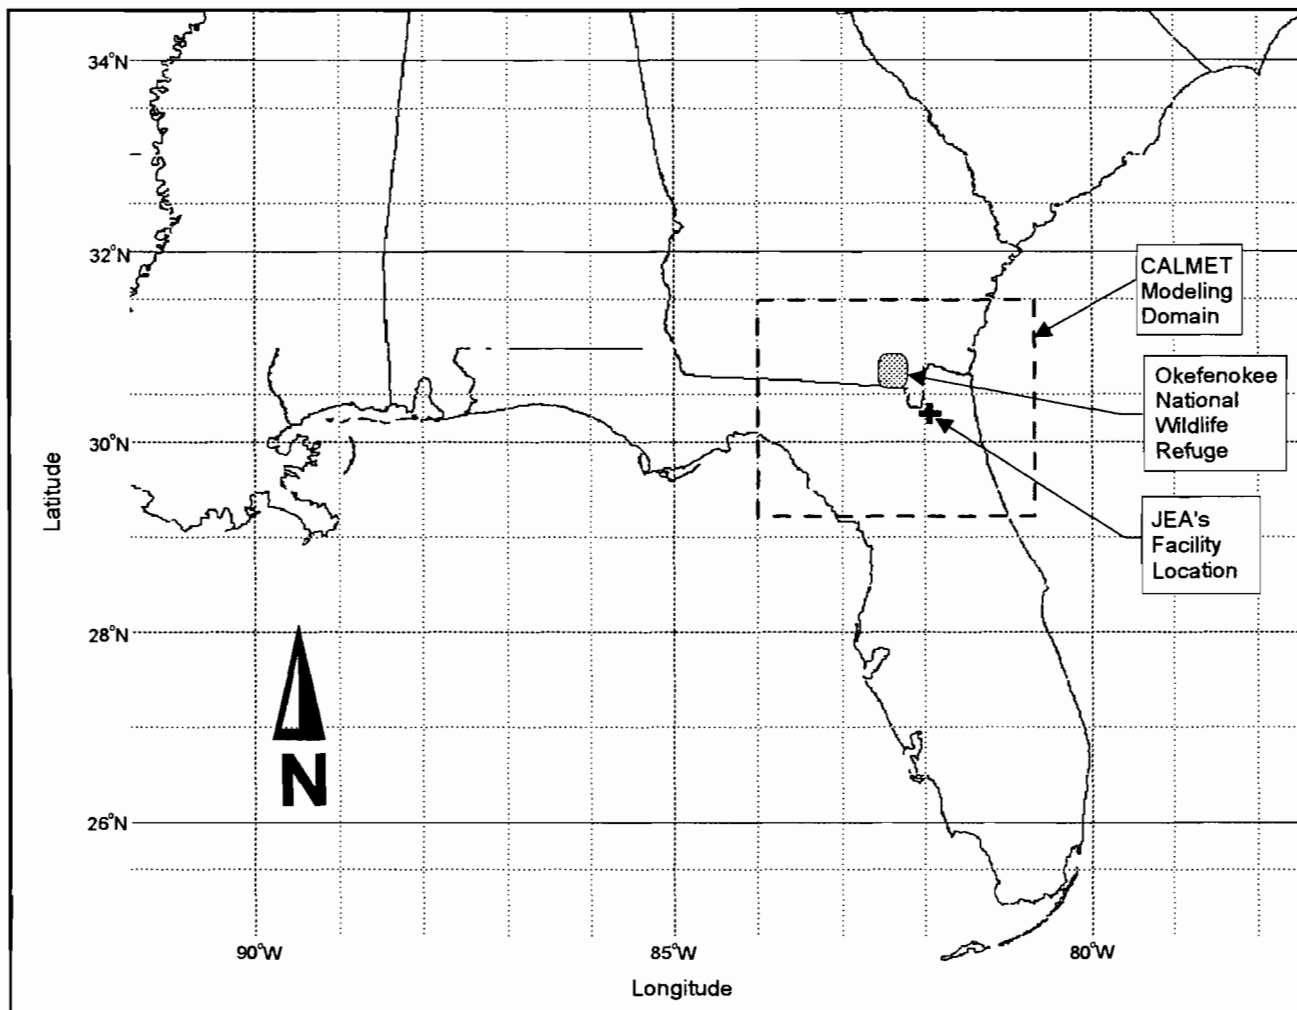 34°N
32°N
30°N
28°N
26°N
Latitude
CALMET
Modeling
Domain
Okefenokee
National
Wildlife
Refuge
JEA's
Facility
Location
N
90°W
85°W
80°W
Longitude